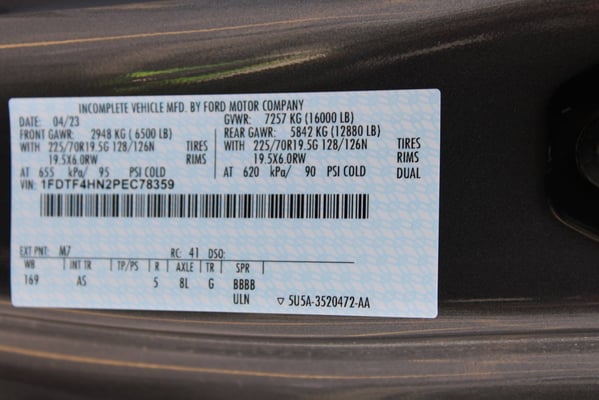 INCOMPLETE VEHICLE MFD. BY FORD MOTOR COMPANY
DATE: 04/23 GVWR: 7257 KG (16000 LB)
FRONT GAWR: 2948 KG (6500 LB) REAR GAWR: 5842 KG (12880 LB)
WITH 225/70R19.5G 128/126N TIRES WITH 225/70R19.5G 128/126N TIRES
19.5X6.0RW RIMS 19.5X6.0RW RIMS
AT 655 kPa/ 95 PSI COLD AT 620 kPa/ 90 PSI COLD DUAL
VIN: 1FDTF4HN2PEC78359
EXT PNT: M7 RC: 41 DSO:
WB INT TR TP/PS R AXLE TR SPR
169 AS 5 8L G BBBB
ULN ▽ 5U5A-3520472-AA